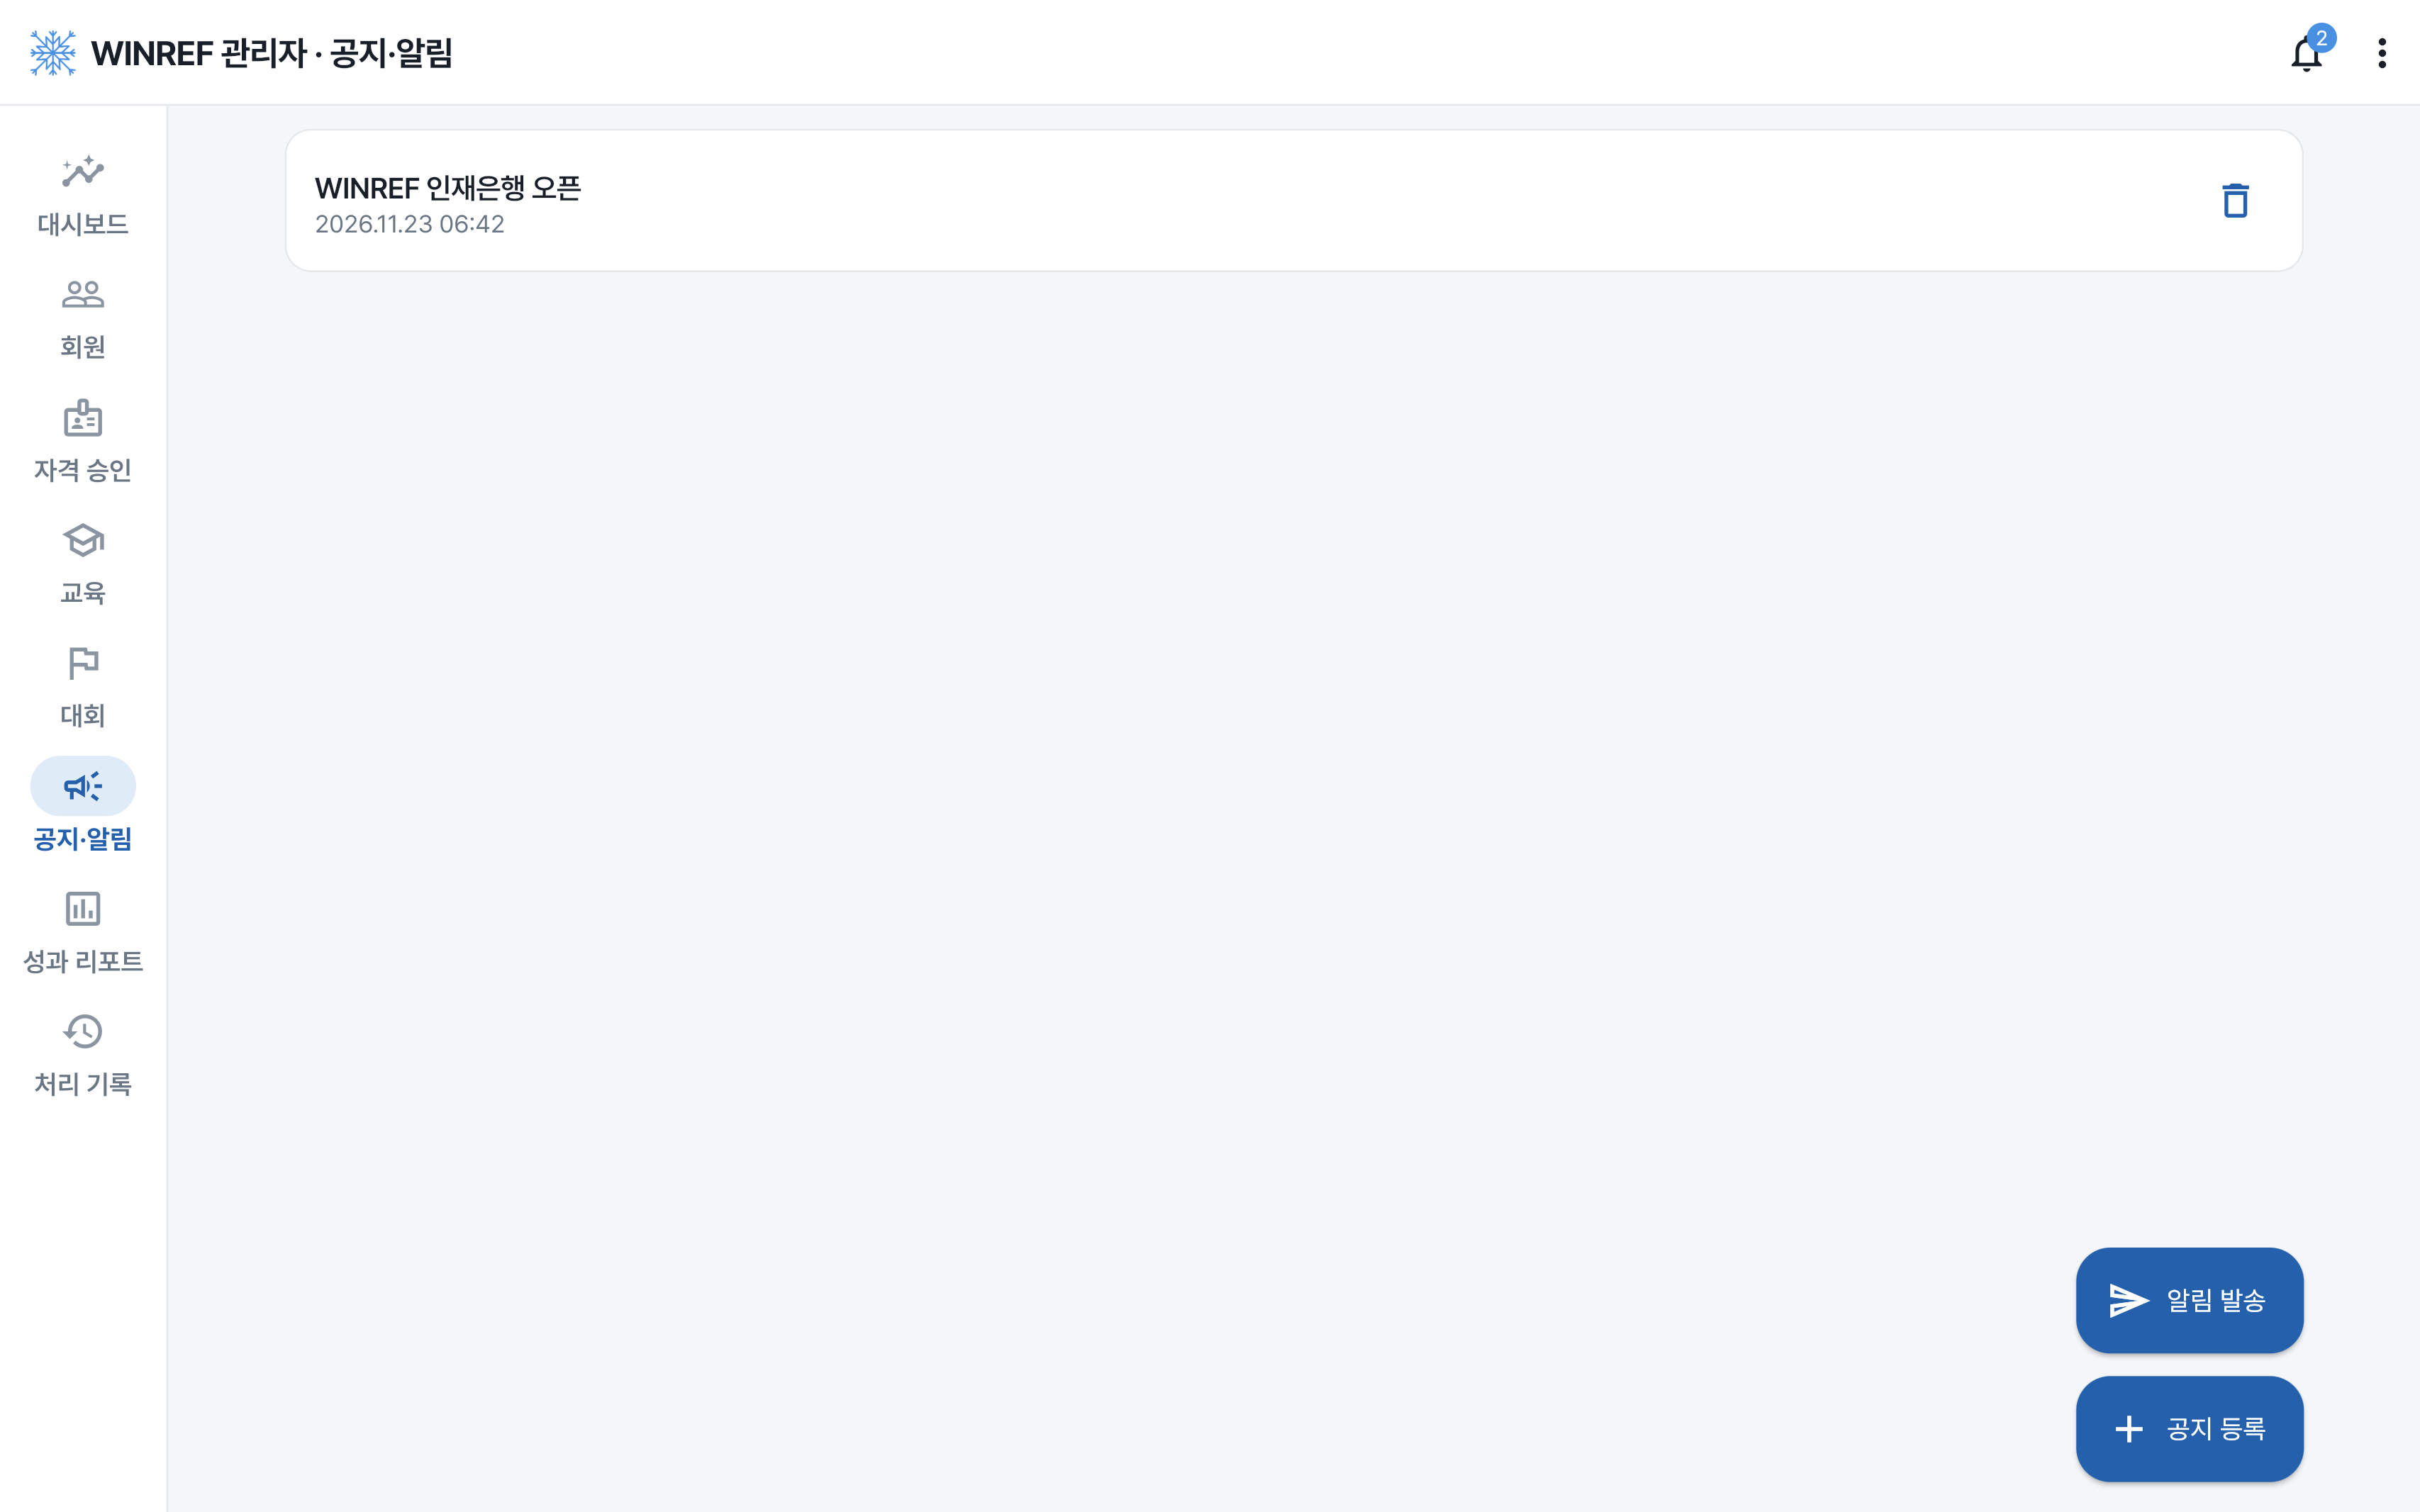 WINREF 관리자 · 공지·알림
2
대시보드
회원
자격 승인
교육
대회
공지·알림
성과 리포트
처리 기록
WINREF 인재은행 오픈
2026.11.23 06:42
알림 발송
공지 등록